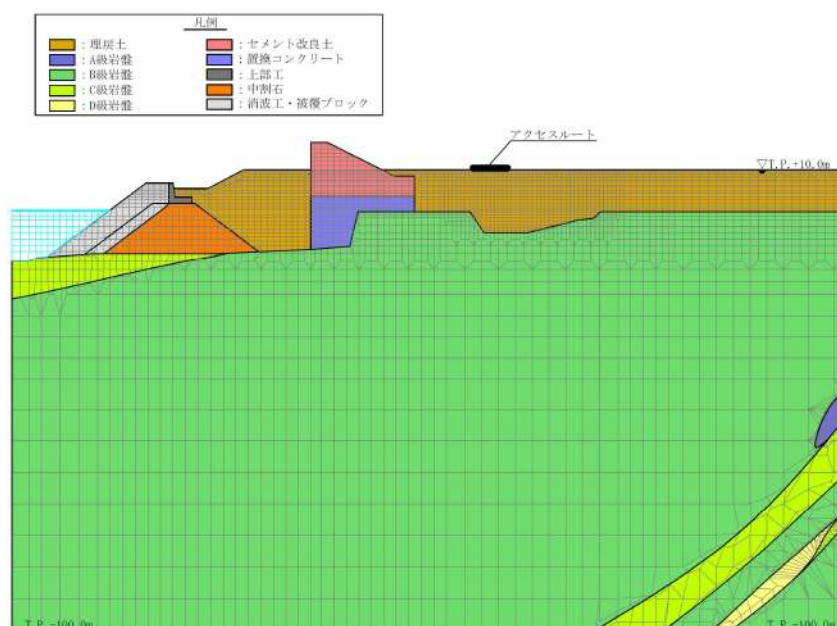 凡例
:埋戻土
:A級岩盤
:B級岩盤
:C級岩盤
:D級岩盤
:セメント改良土
:置換コンクリート
:上部工
:中割石
:消波工・被覆ブロック
アクセスルート
▽T.P.+10.0m
T.P.-100.0m
T.P.-100.0m